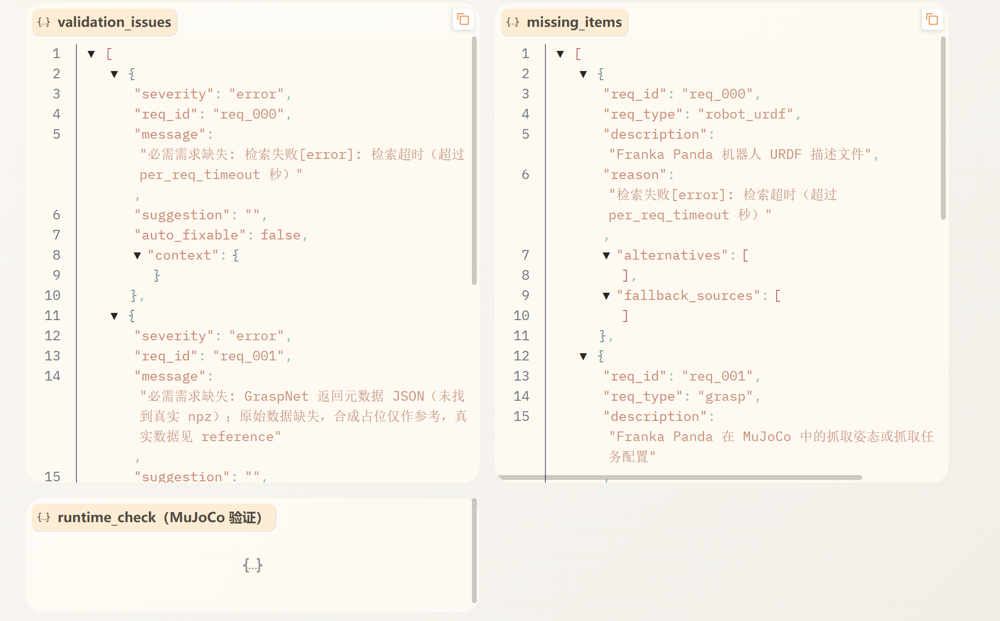 {...} validation_issues
1 ▼ [
2 ▼ {
3 "severity": "error",
4 "req_id": "req_000",
5 "message":
"必需需求缺失: 检索失败[error]: 检索超时（超过
per_req_timeout 秒）"
,
6 "suggestion": "",
7 "auto_fixable": false,
8 ▼ "context": {
9 }
10 },
11 ▼ {
12 "severity": "error",
13 "req_id": "req_001",
14 "message":
"必需需求缺失: GraspNet 返回元数据 JSON（未找
到真实 npz）；原始数据缺失，合成占位仅作参考，真
实数据见 reference"
,
15 "suggestion": "",
{...} missing_items
1 ▼ [
2 ▼ {
3 "req_id": "req_000",
4 "req_type": "robot_urdf",
5 "description":
"Franka Panda 机器人 URDF 描述文件",
6 "reason":
"检索失败[error]: 检索超时（超过
per_req_timeout 秒）"
,
7 ▼ "alternatives": [
8 ],
9 ▼ "fallback_sources": [
10 ]
11 },
12 ▼ {
13 "req_id": "req_001",
14 "req_type": "grasp",
15 "description":
"Franka Panda 在 MuJoCo 中的抓取姿态或抓取任
务配置"
,
{...} runtime_check（MuJoCo 验证）
{...}